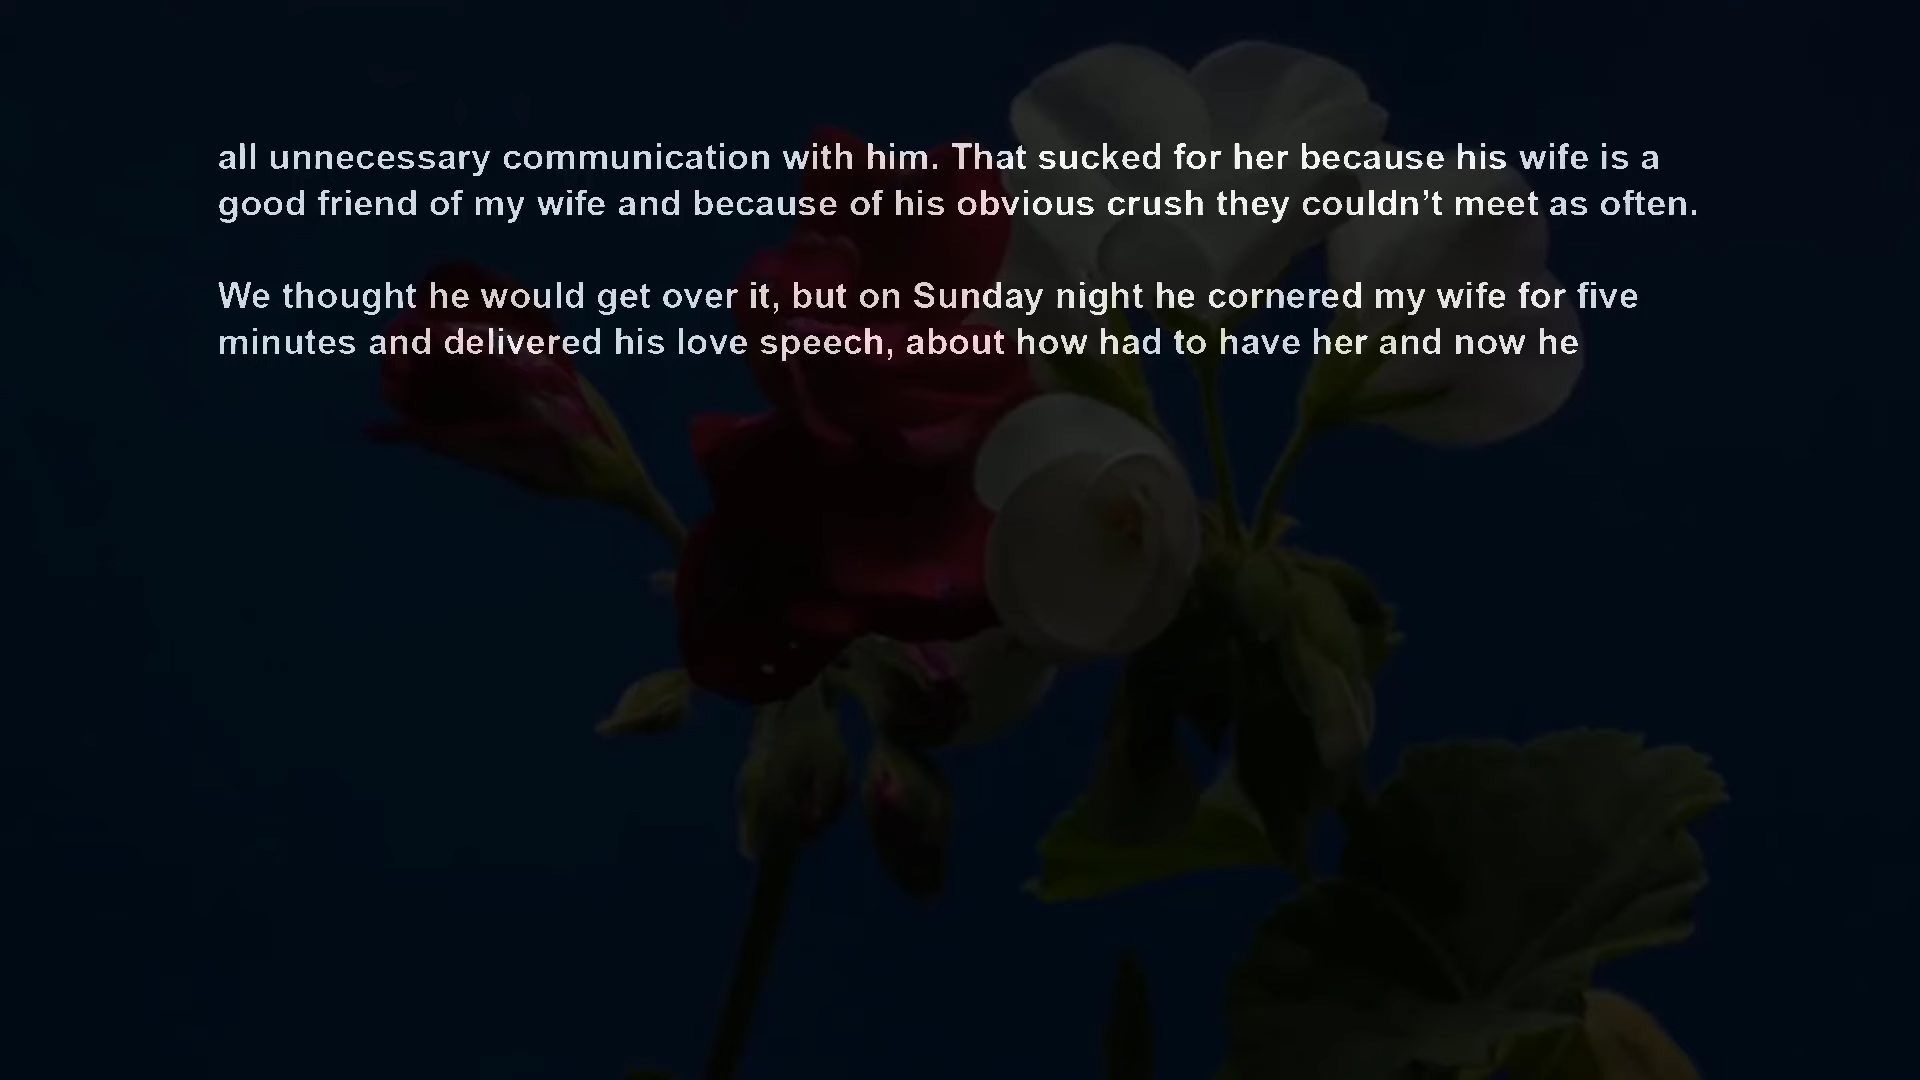 all unnecessary communication with him. That sucked for her because his wife is a
good friend of my wife and because of his obvious crush they couldn’t meet as often.
We thought he would get over it, but on Sunday night he cornered my wife for five
minutes and delivered his love speech, about how had to have her and now he